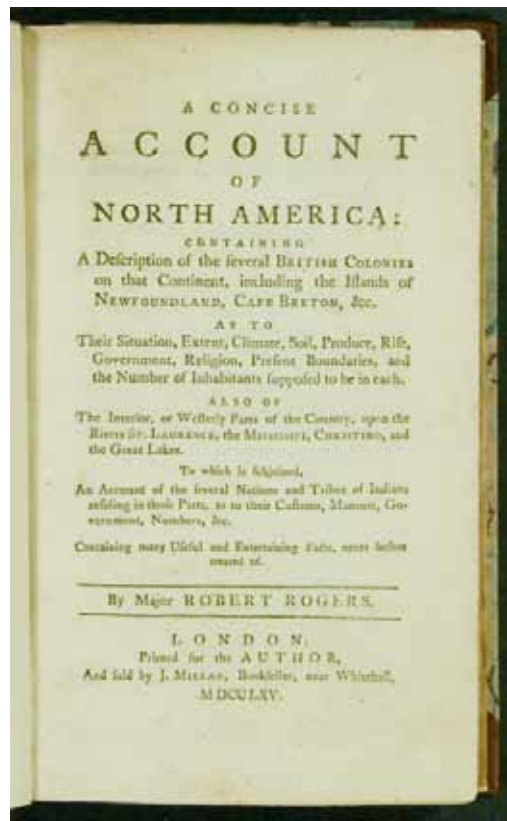 A CONCISE
ACCOUNT
OF
NORTH AMERICA:
CONTAINING
A Deſcription of the ſeveral BRITISH COLONIES
on that Continent, including the Iſlands of
NEWFOUNDLAND, CAPE BRETON, &c.
AS TO
Their Situation, Extent, Climate, Soil, Produce, Riſe,
Government, Religion, Preſent Boundaries, and
the Number of Inhabitants ſuppoſed to be in each.
ALSO OF
The Interior, or Weſterly Parts of the Country, upon the
Rivers St. LAURENCE, the MISSISIPI, CHRISTINO, and
the Great Lakes.
To which is ſubjoined,
An Account of the ſeveral Nations and Tribes of Indians
reſiding in thoſe Parts, as to their Cuſtoms, Manners, Go-
vernment, Numbers, &c.
Containing many Uſeful and Entertaining Facts, never before
treated of.
By Major ROBERT ROGERS.
LONDON:
Printed for the AUTHOR,
And ſold by J. MILLAN, Bookſeller, near Whitehall,
MDCCLXV.